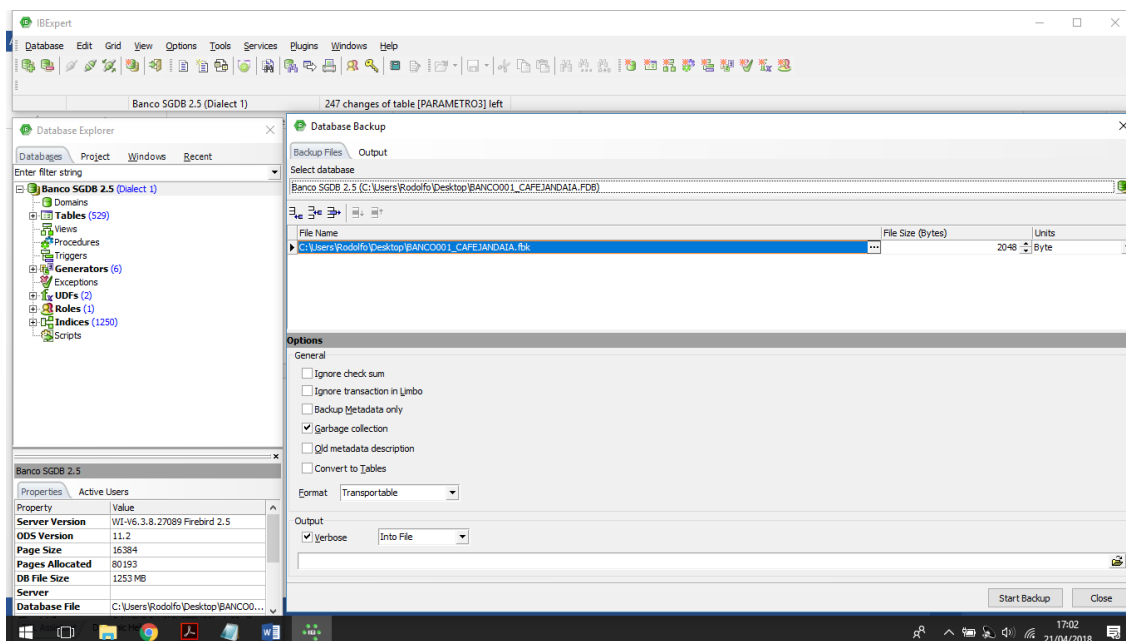 IBExpert
Database Edit Grid View Options Tools Services Plugins Windows Help
Banco SGDB 2.5 (Dialect 1) 247 changes of table [PARAMETRO3] left
Database Explorer
Databases Project Windows Recent
Enter filter string
Banco SGDB 2.5 (Dialect 1)
Domains
Tables (529)
Views
Procedures
Triggers
Generators (6)
Exceptions
UDFs (2)
Roles (1)
Indices (1250)
Scripts
Banco SGDB 2.5
Properties Active Users
Property Value
Server Version WI-V6.3.8.27089 Firebird 2.5
ODS Version 11.2
Page Size 16384
Pages Allocated 80193
DB File Size 1253 MB
Server
Database File C:\Users\Rodolfo\Desktop\BANCO0...
Database Backup
Backup Files Output
Select database
Banco SGDB 2.5 (C:\Users\Rodolfo\Desktop\BANCO001_CAFEJANDAIA.FDB)
File Name File Size (Bytes) Units
C:\Users\Rodolfo\Desktop\BANCO001_CAFEJANDAIA.fbk ... 2048 Byte
Options
General
Ignore check sum
Ignore transaction in Limbo
Backup Metadata only
Garbage collection
Old metadata description
Convert to Tables
Format Transportable
Output
Verbose Into File
Start Backup Close
17:02
21/04/2018